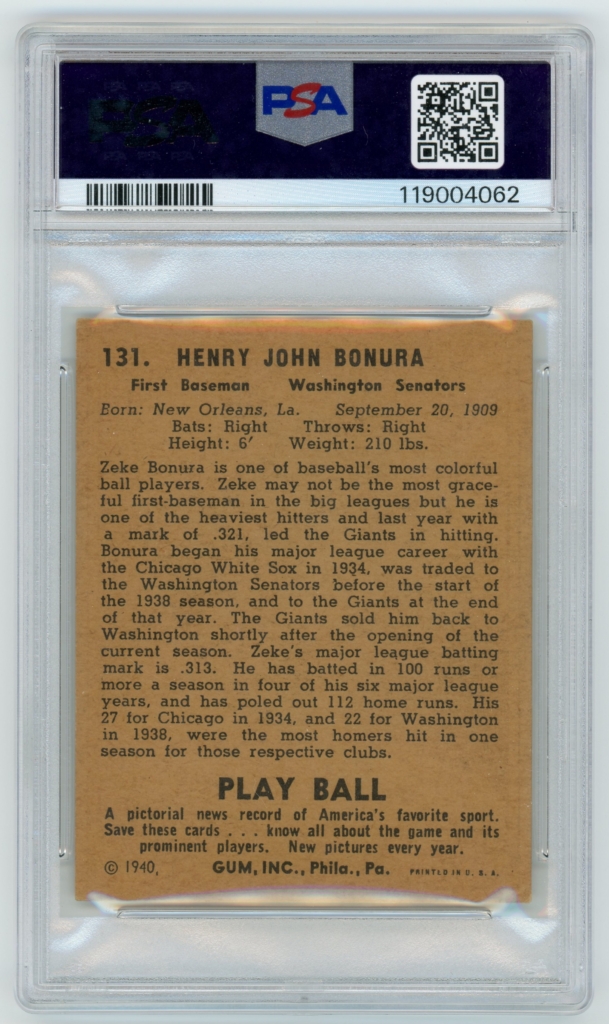 PSA
PSA
119004062
131. HENRY JOHN BONURA
First Baseman Washington Senators
Born: New Orleans, La. September 20, 1909
Bats: Right Throws: Right
Height: 6′ Weight: 210 lbs.
Zeke Bonura is one of baseball's most colorful
ball players. Zeke may not be the most grace-
ful first-baseman in the big leagues but he is
one of the heaviest hitters and last year with
a mark of .321, led the Giants in hitting.
Bonura began his major league career with
the Chicago White Sox in 1934, was traded to
the Washington Senators before the start of
the 1938 season, and to the Giants at the end
of that year. The Giants sold him back to
Washington shortly after the opening of the
current season. Zeke's major league batting
mark is .313. He has batted in 100 runs or
more a season in four of his six major league
years, and has poled out 112 home runs. His
27 for Chicago in 1934, and 22 for Washington
in 1938, were the most homers hit in one
season for those respective clubs.
PLAY BALL
A pictorial news record of America's favorite sport.
Save these cards . . . know all about the game and its
prominent players. New pictures every year.
© 1940, GUM, INC., Phila., Pa. PRINTED IN U. S. A.